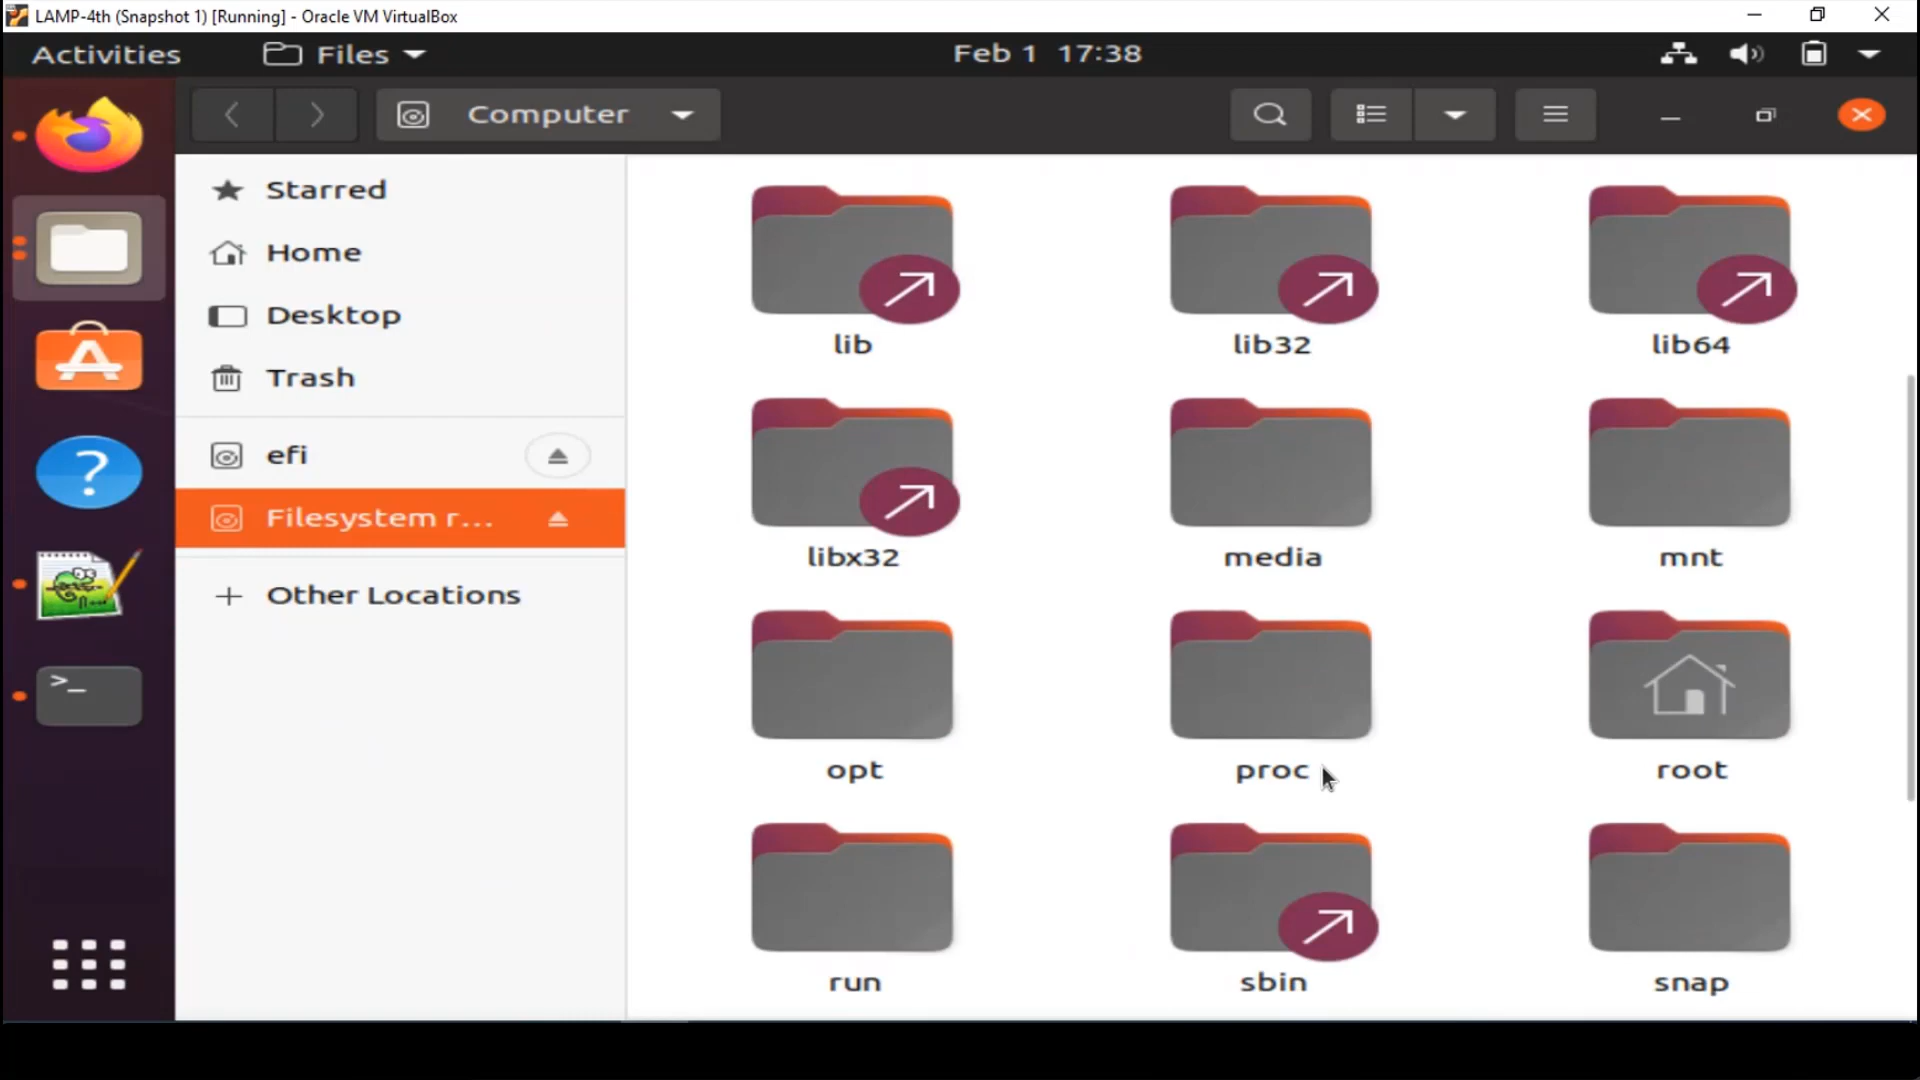 LAMP-4th (Snapshot 1) [Running] - Oracle VM VirtualBox
Activities Files Feb 1 17:38
Computer
Starred
Home
Desktop
Trash
efi
Filesystem r...
Other Locations
lib lib32 lib64
libx32 media mnt
opt proc root
run sbin snap